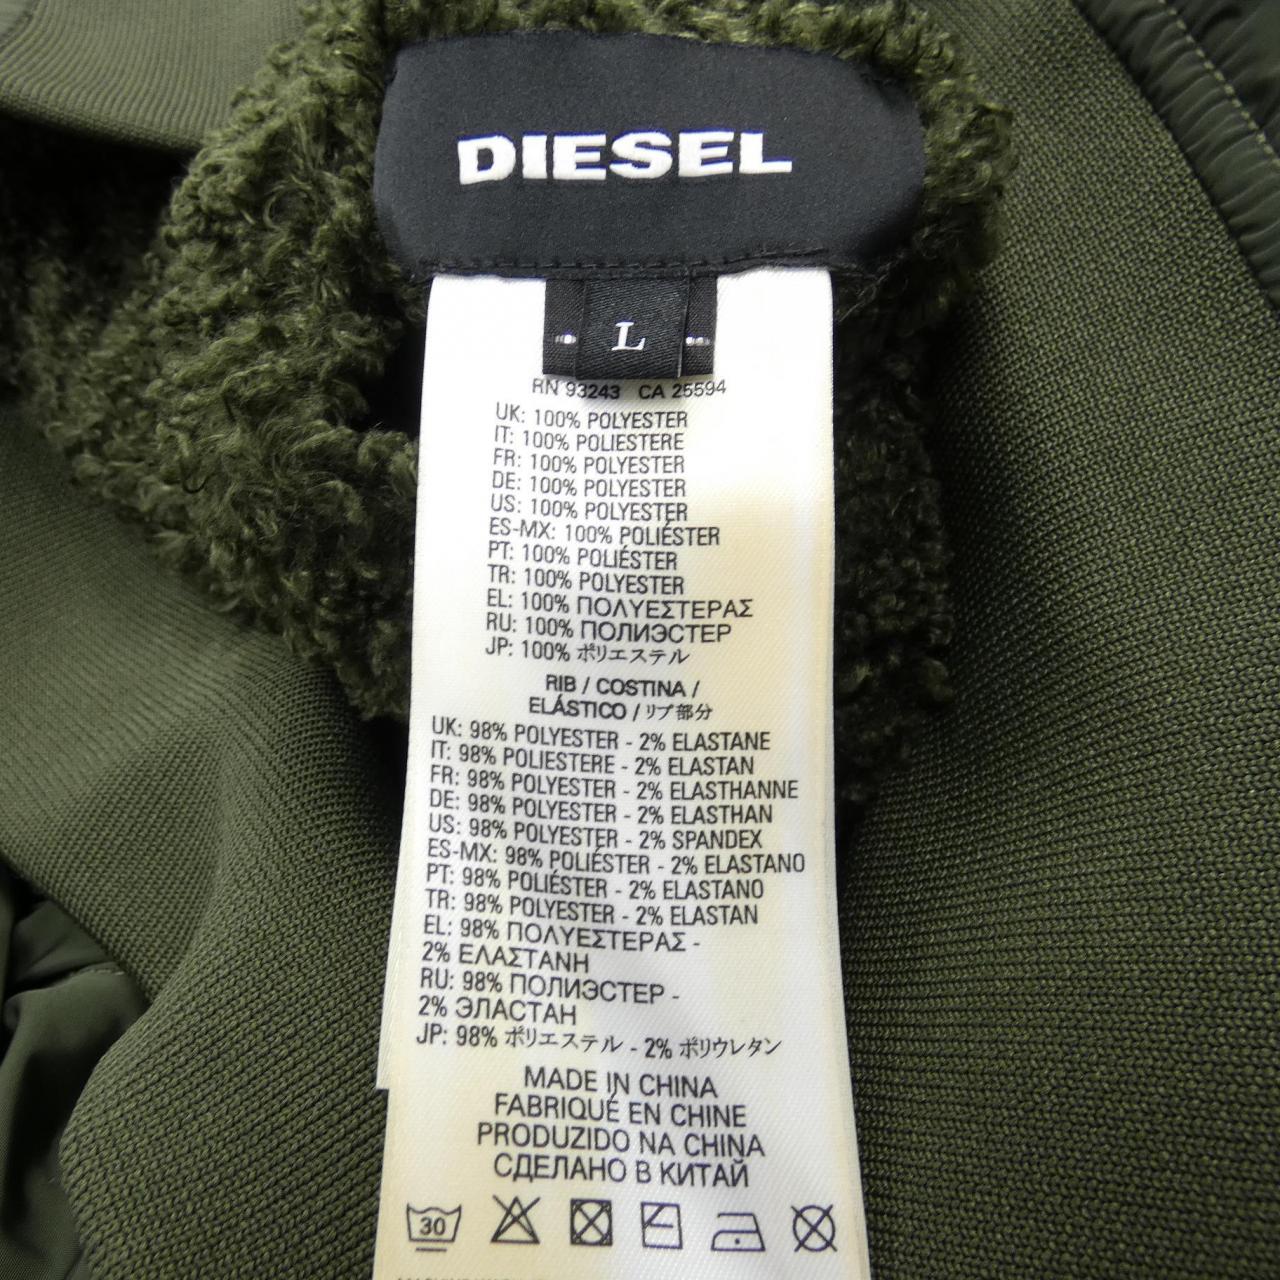 DIESEL
L
RN 93243 CA 25594
UK: 100% POLYESTER
IT: 100% POLIESTERE
FR: 100% POLYESTER
DE: 100% POLYESTER
US: 100% POLYESTER
ES-MX: 100% POLIÉSTER
PT: 100% POLIÉSTER
TR: 100% POLYESTER
EL: 100% ΠΟΛΥΕΣΤΕΡΑΣ
RU: 100% ПОЛИЭСТЕР
JP: 100% ポリエステル
RIB / COSTINA /
ELÁSTICO / リブ部分
UK: 98% POLYESTER - 2% ELASTANE
IT: 98% POLIESTERE - 2% ELASTAN
FR: 98% POLYESTER - 2% ELASTHANNE
DE: 98% POLYESTER - 2% ELASTHAN
US: 98% POLYESTER - 2% SPANDEX
ES-MX: 98% POLIÉSTER - 2% ELASTANO
PT: 98% POLIÉSTER - 2% ELASTANO
TR: 98% POLYESTER - 2% ELASTAN
EL: 98% ΠΟΛΥΕΣΤΕΡΑΣ -
2% ΕΛΑΣΤΑΝΗ
RU: 98% ПОЛИЭСТЕР -
2% ЭЛАСТАН
JP: 98% ポリエステル - 2% ポリウレタン
MADE IN CHINA
FABRIQUÉ EN CHINE
PRODUZIDO NA CHINA
СДЕЛАНО В КИТАЙ
30